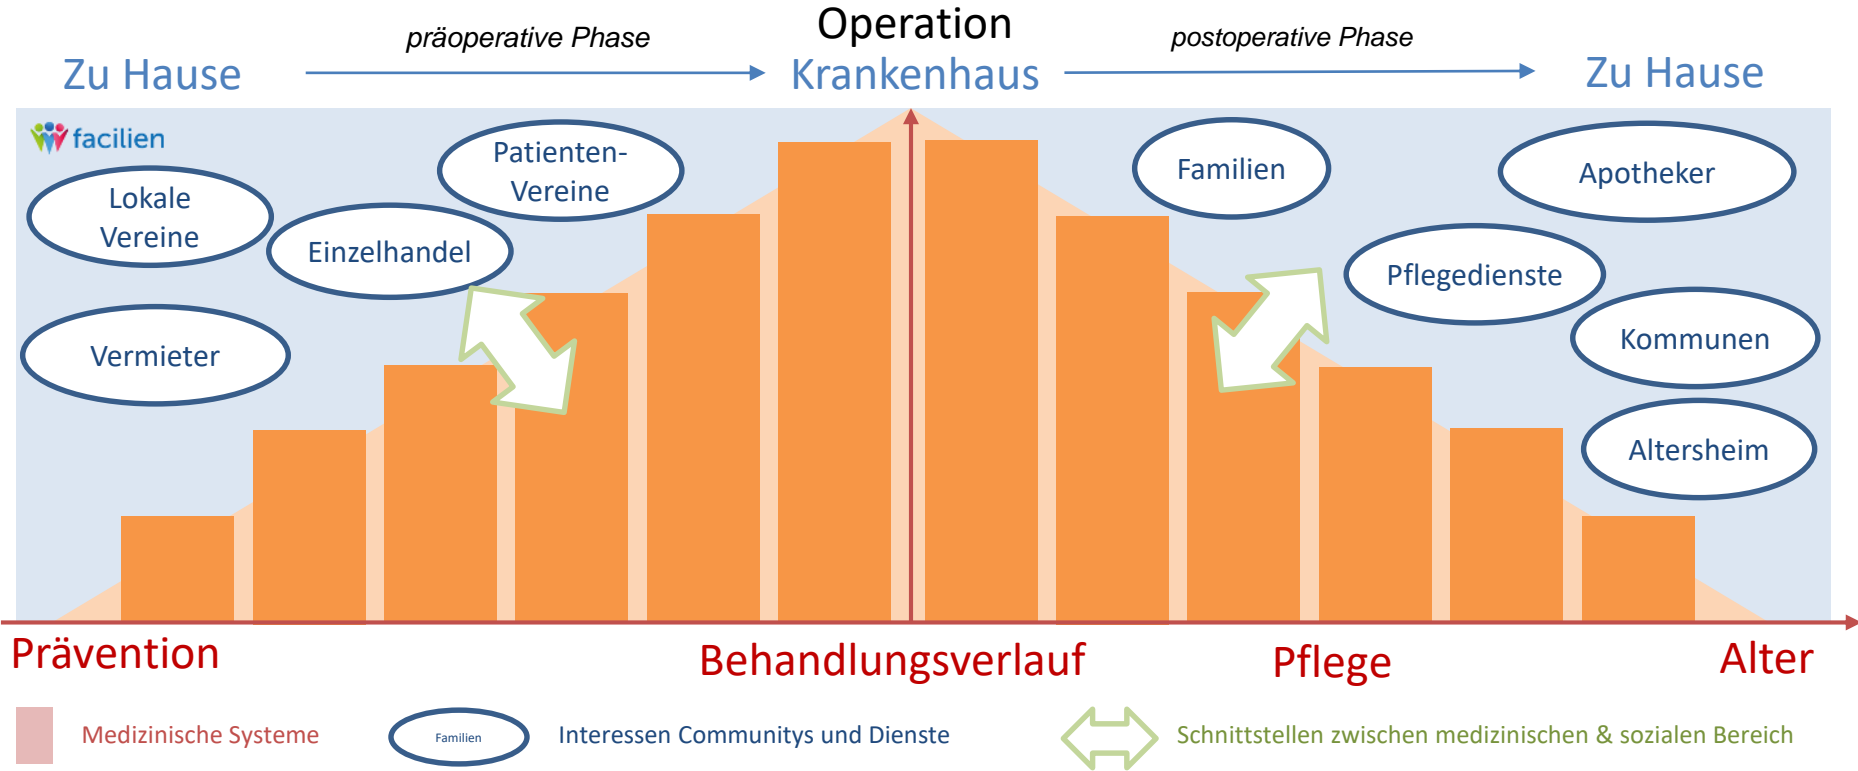 Operation
präoperative Phase
postoperative Phase
Zu Hause
Krankenhaus
Zu Hause
facilien
Lokale
Vereine
Einzelhandel
Patienten-
Vereine
Vermieter
Familien
Apotheker
Pflegedienste
Kommunen
Altersheim
Prävention
Behandlungsverlauf
Pflege
Alter
Medizinische Systeme
Familien
Interessen Communitys und Dienste
Schnittstellen zwischen medizinischen & sozialen Bereich